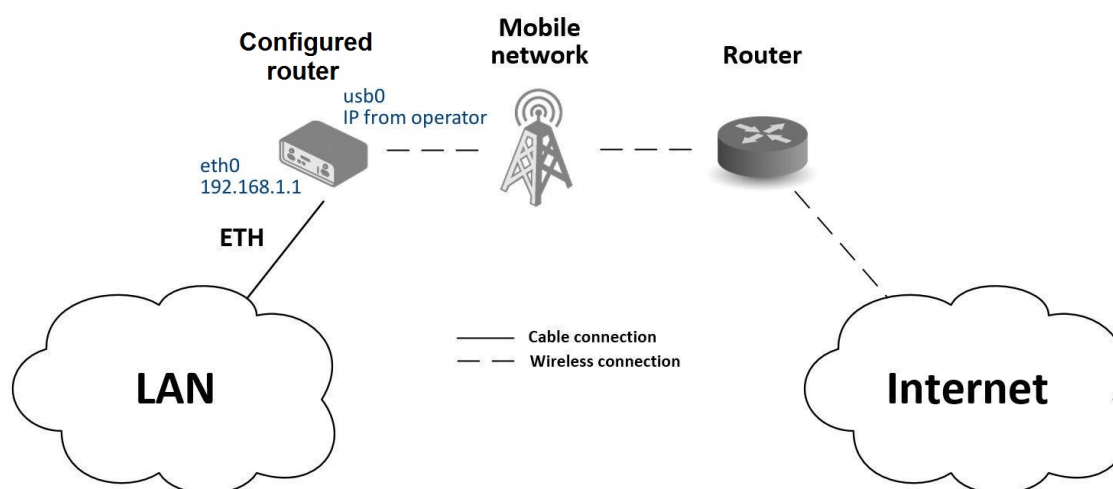 Configured
router
Mobile
network
Router
usb0
IP from operator
eth0
192.168.1.1
ETH
Cable connection
Wireless connection
LAN
Internet